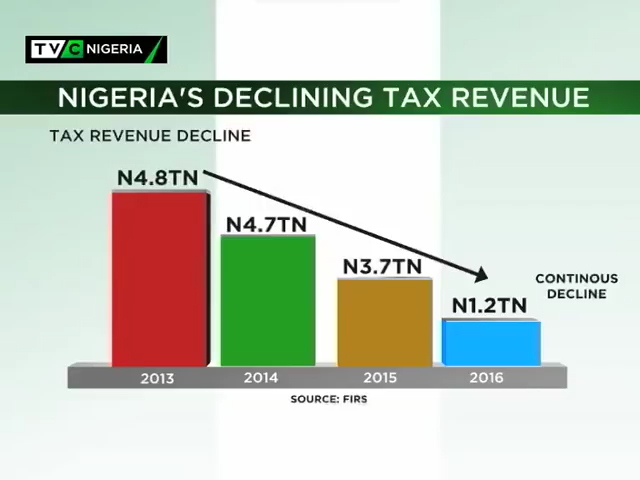 TVC NIGERIA
NIGERIA'S DECLINING TAX REVENUE
TAX REVENUE DECLINE
N4.8TN
N4.7TN
N3.7TN
N1.2TN
CONTINOUS
DECLINE
2013 2014 2015 2016
SOURCE: FIRS